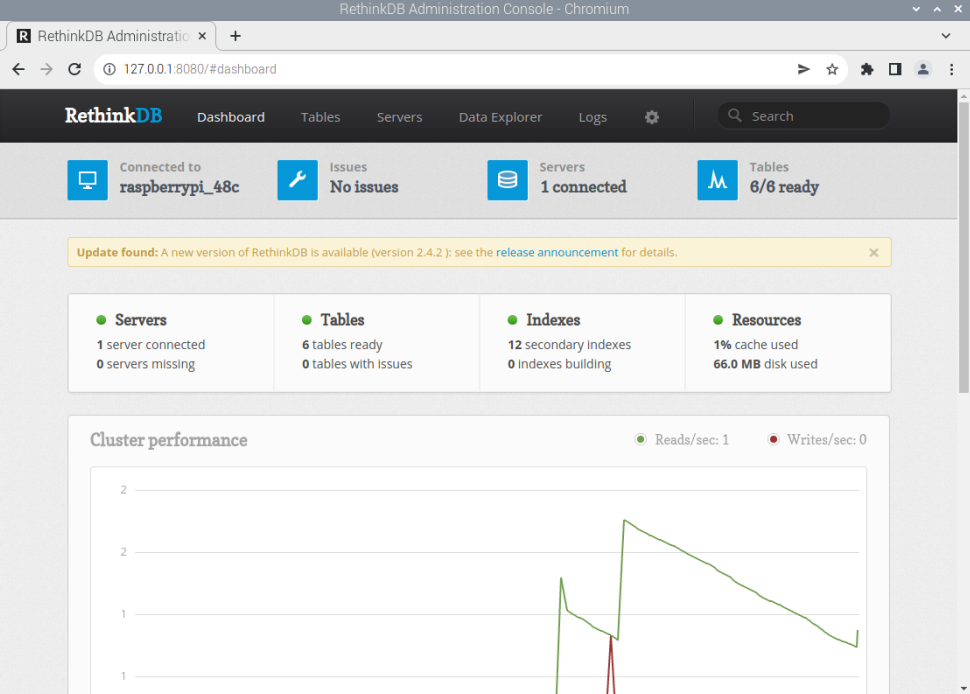 RethinkDB Administration Console - Chromium
RethinkDB Administratio
127.0.0.1:8080/#dashboard
RethinkDB Dashboard Tables Servers Data Explorer Logs Search
Connected to
raspberrypi_48c
Issues
No issues
Servers
1 connected
Tables
6/6 ready
Update found: A new version of RethinkDB is available (version 2.4.2 ): see the release announcement for details.
Servers
1 server connected
0 servers missing
Tables
6 tables ready
0 tables with issues
Indexes
12 secondary indexes
0 indexes building
Resources
1% cache used
66.0 MB disk used
Cluster performance
Reads/sec: 1 Writes/sec: 0
2
2
1
1